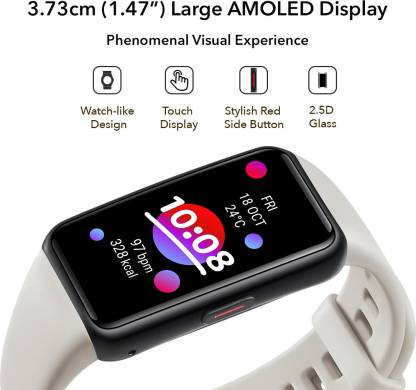 3.73cm (1.47”) Large AMOLED Display
Phenomenal Visual Experience
Watch-like
Design
Touch
Display
Stylish Red
Side Button
2.5D
Glass
FRI
18 OCT
24°C
10:08
97 bpm
328 kcal